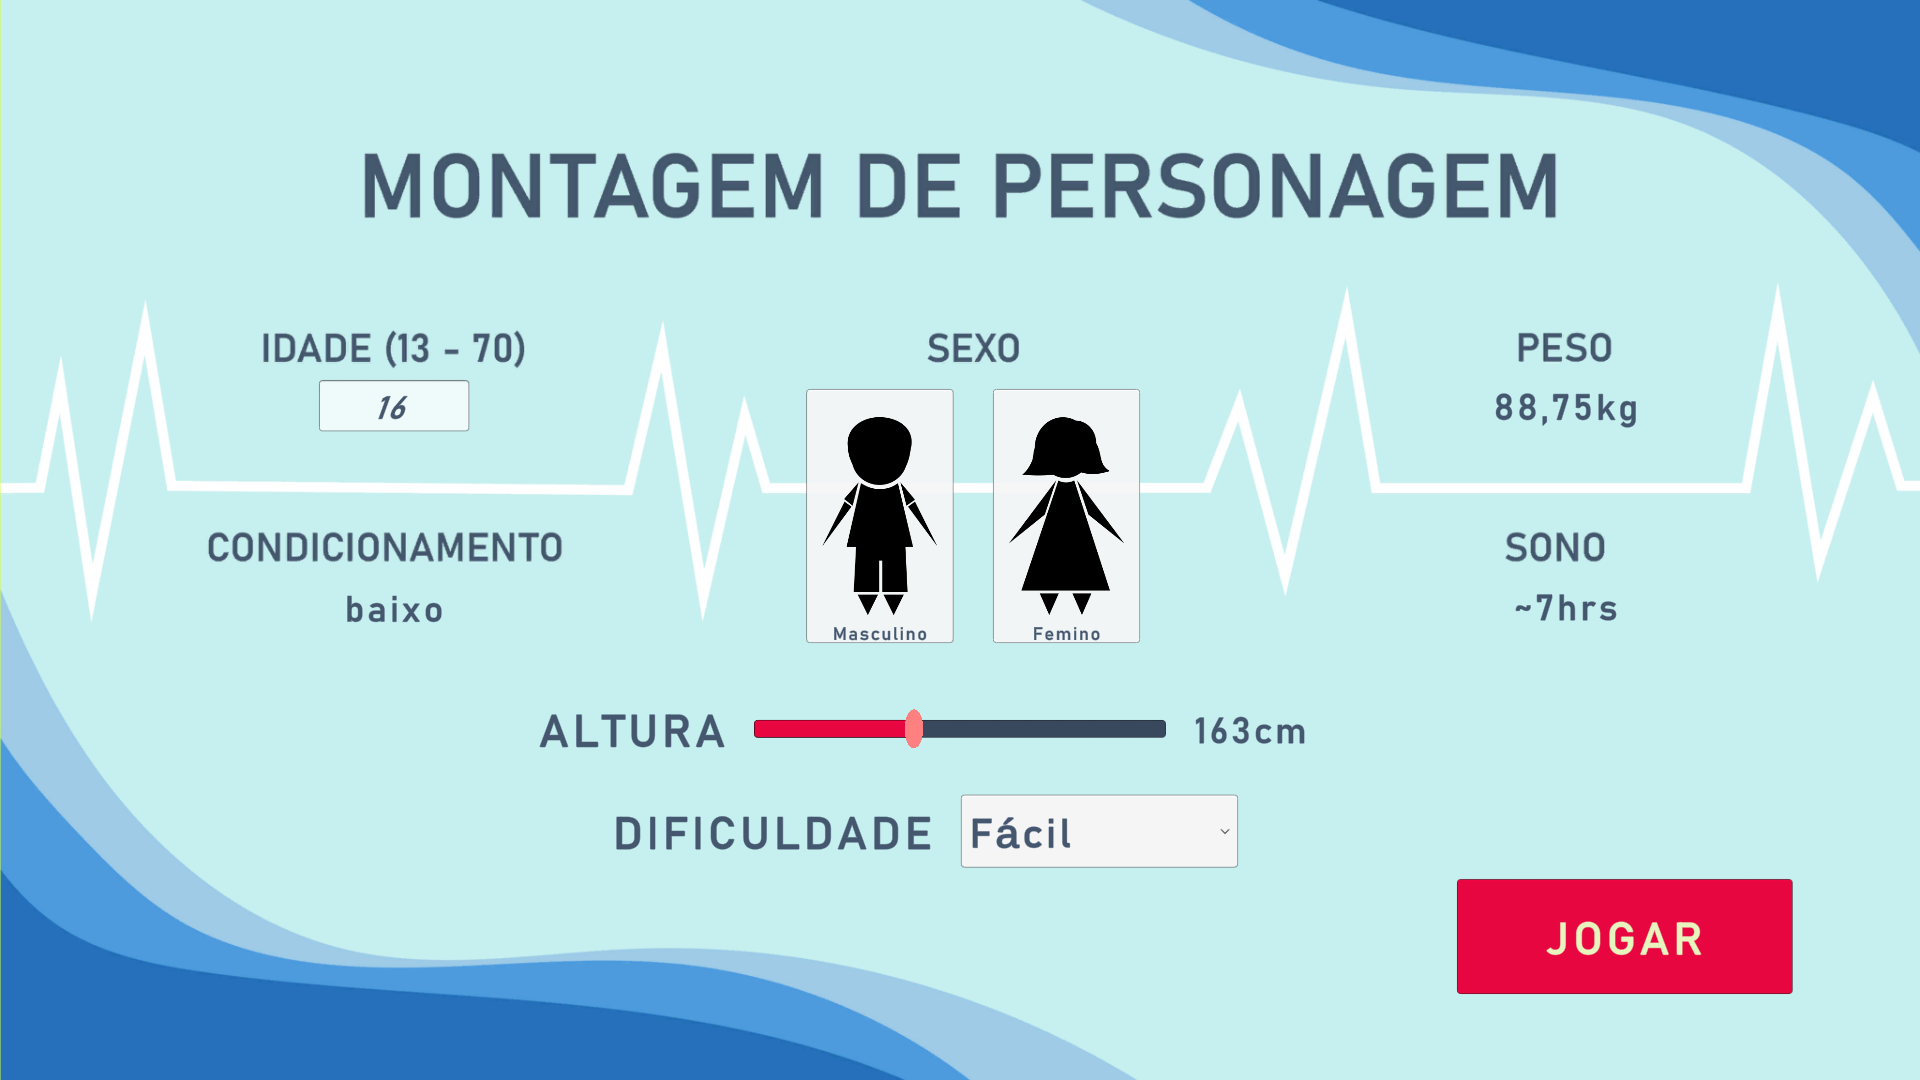 MONTAGEM DE PERSONAGEM
IDADE (13 - 70)
16
SEXO
PESO
88,75kg
CONDICIONAMENTO
baixo
Masculino
Femino
SONO
~7hrs
ALTURA
163cm
DIFICULDADE
Fácil
JOGAR